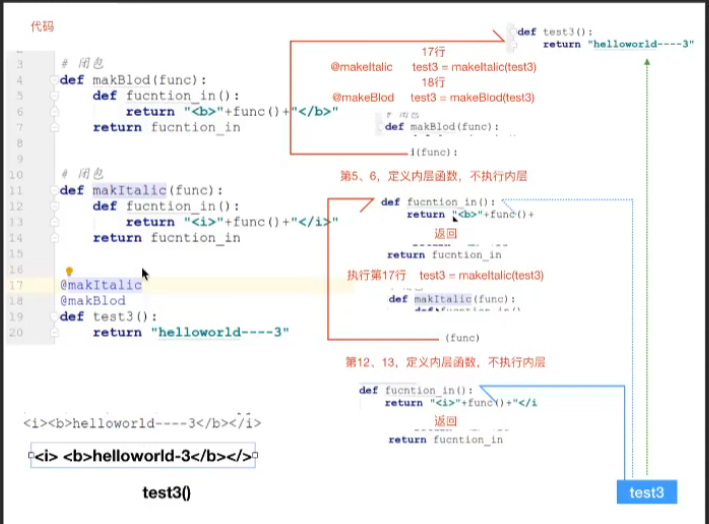 代码
3 # 闭包
4 def makBlod(func):
5 def fucntion_in():
6 return "<b>"+func()+"</b>"
7 return fucntion_in
8
9
10 # 闭包
11 def makItalic(func):
12 def fucntion_in():
13 return "<i>"+func()+"</i>"
14 return fucntion_in
15
16
17 @makItalic
18 @makBlod
19 def test3():
20 return "helloworld----3"
<i><b>helloworld----3</b></i>
<i> <b>helloworld-3</b></>
test3()
def test3():
return "helloworld----3"
17行
@makeItalic test3 = makeItalic(test3)
18行
@makeBlod test3 = makeBlod(test3)
def makBlod(func):
i(func):
第5、6，定义内层函数，不执行内层
def fucntion_in():
return "<b>"+func()+
返回
return fucntion_in
执行第17行 test3 = makeItalic(test3)
def makItalic(func):
def fucntion_in()
(func)
第12、13，定义内层函数，不执行内层
def fucntion_in():
return "<i>"+func()+"</i
返回
return fucntion_in
test3